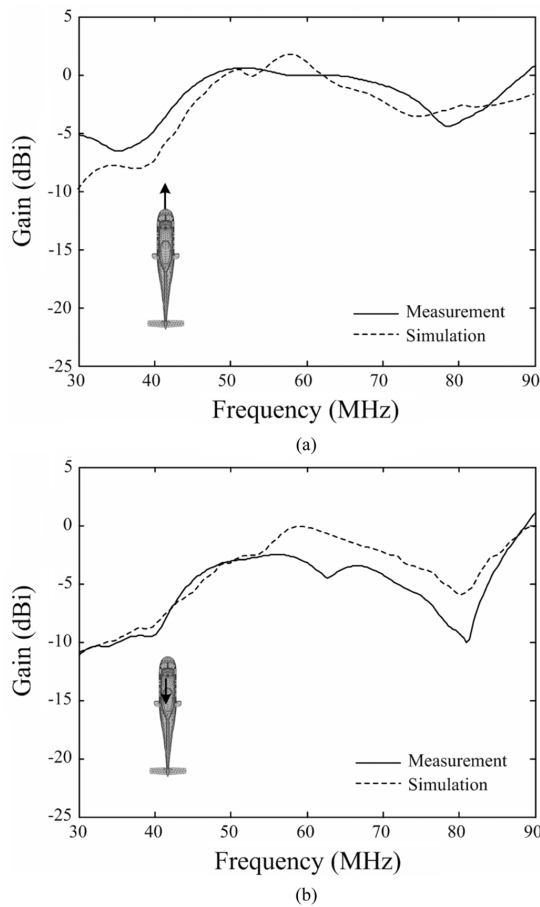 5
0
-5
-10
-15
-20
-25
Gain (dBi)
Measurement
Simulation
30 40 50 60 70 80 90
Frequency (MHz)
(a)
5
0
-5
-10
-15
-20
-25
Gain (dBi)
Measurement
Simulation
30 40 50 60 70 80 90
Frequency (MHz)
(b)